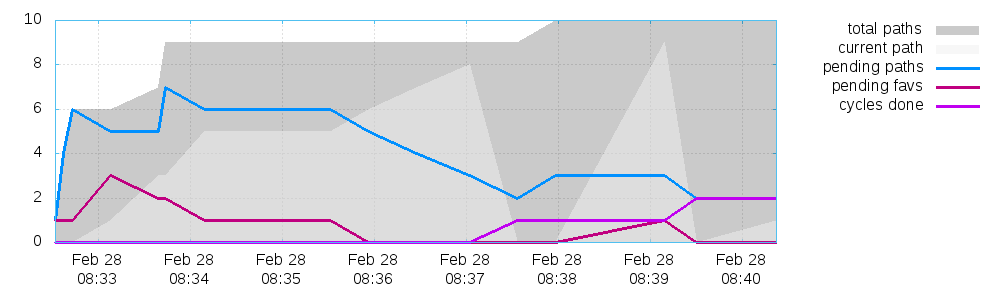 10
8
6
4
2
0
Feb 28 Feb 28 Feb 28 Feb 28 Feb 28 Feb 28 Feb 28 Feb 28
08:33 08:34 08:35 08:36 08:37 08:38 08:39 08:40
total paths
current path
pending paths
pending favs
cycles done